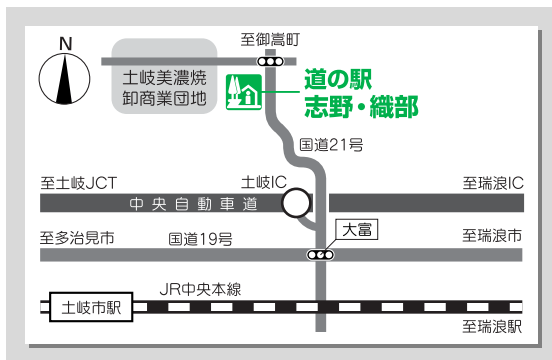 至御嵩町
N
土岐美濃焼
卸商業団地
道の駅
志野・織部
国道21号
至土岐JCT
土岐IC
至瑞浪IC
中央自動車道
至多治見市
国道19号
大富
至瑞浪市
JR中央本線
土岐市駅
至瑞浪駅